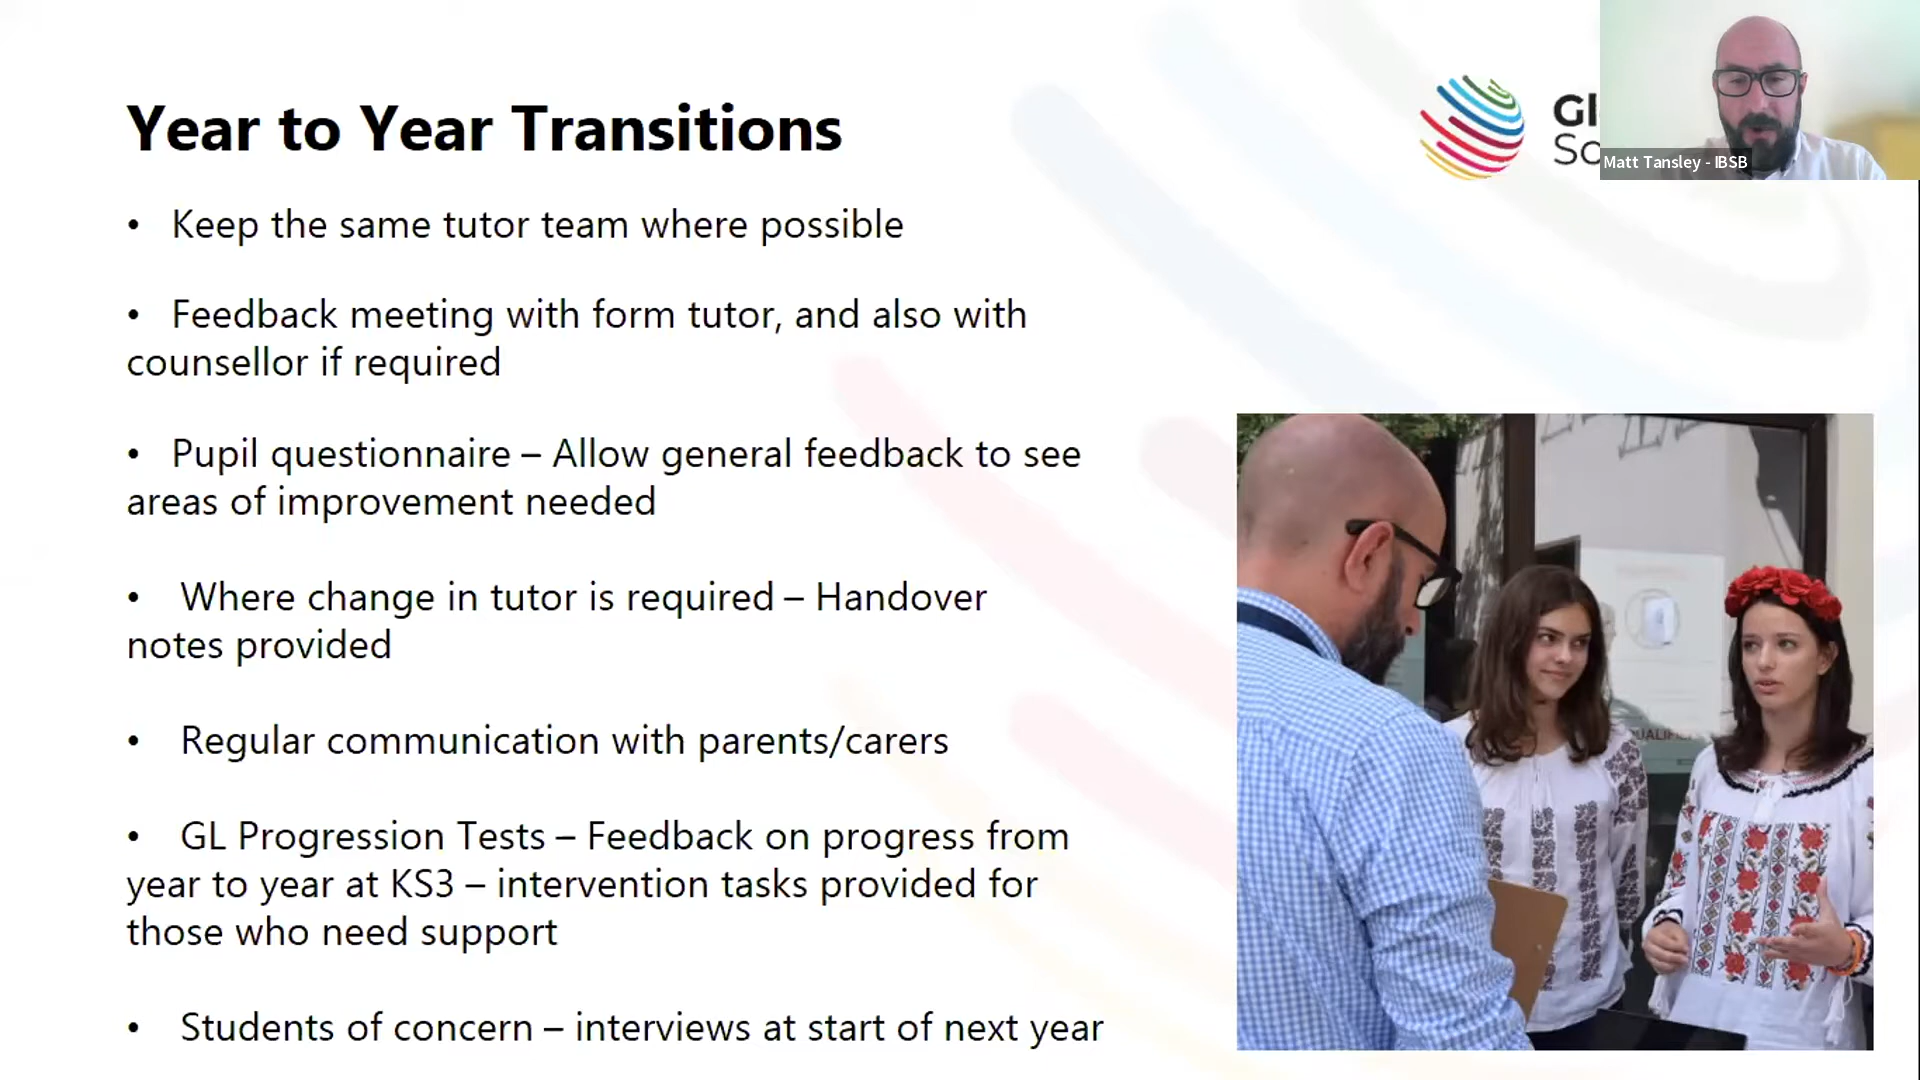 Year to Year Transitions
• Keep the same tutor team where possible
• Feedback meeting with form tutor, and also with
counsellor if required
• Pupil questionnaire – Allow general feedback to see
areas of improvement needed
• Where change in tutor is required – Handover
notes provided
• Regular communication with parents/carers
• GL Progression Tests – Feedback on progress from
year to year at KS3 – intervention tasks provided for
those who need support
• Students of concern – interviews at start of next year
Matt Tansley - IBSB